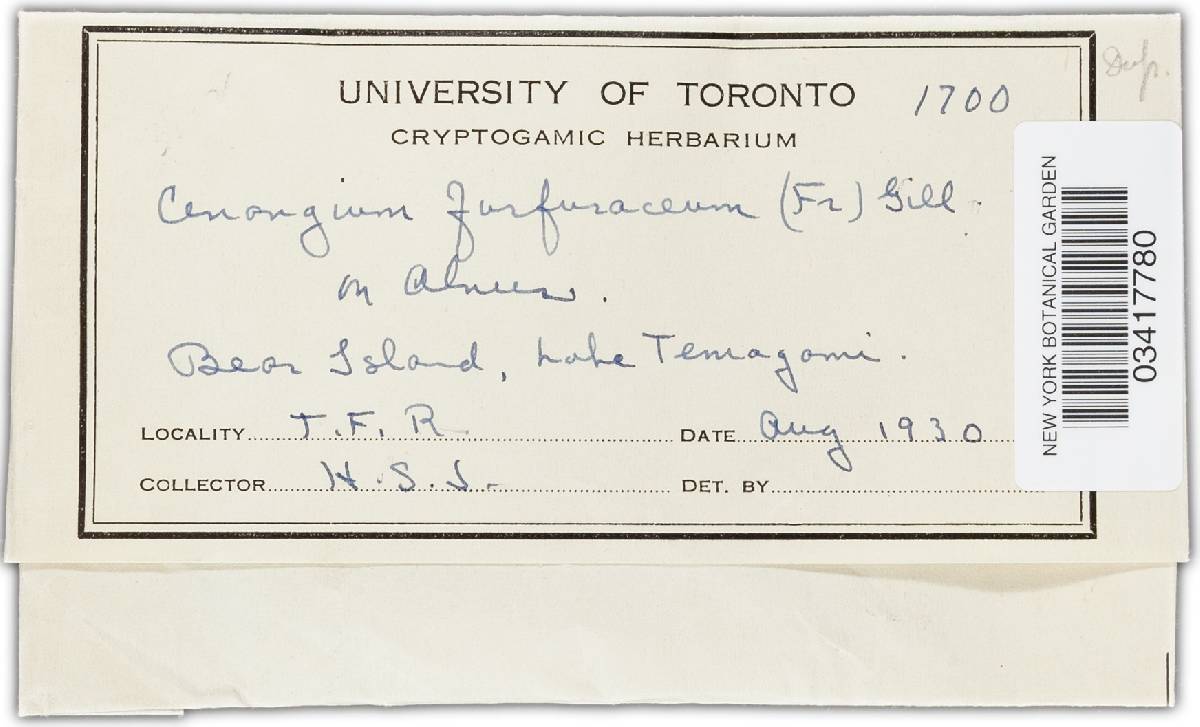 Dup.
UNIVERSITY OF TORONTO 1700
CRYPTOGAMIC HERBARIUM
Cenangium furfuraceum (Fr) Gill.
on Alnus.
Bear Island, Lake Temagami.
LOCALITY T.F.R DATE Aug 1930
COLLECTOR H.S.J. DET. BY
NEW YORK BOTANICAL GARDEN
03417780